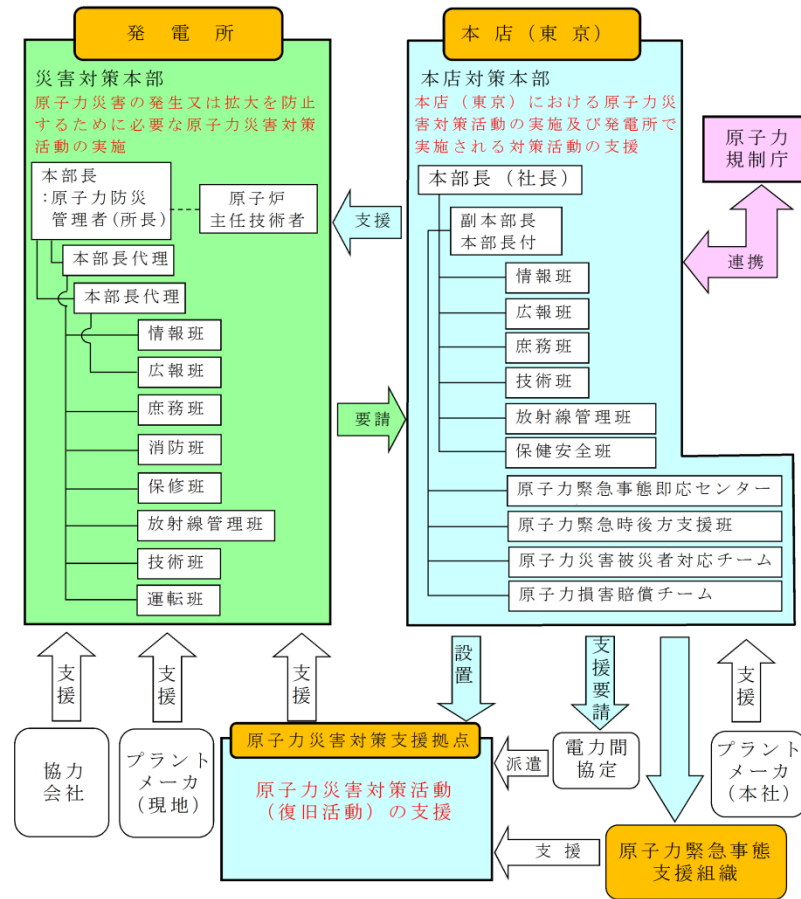 発電所
災害対策本部
原子力災害の発生又は拡大を防止
するために必要な原子力災害対策
活動の実施
本部長
:原子力防災
管理者(所長)
原子炉
主任技術者
本部長代理
本部長代理
情報班
広報班
庶務班
消防班
保修班
放射線管理班
技術班
運転班
支援
要請
本店(東京)
本店対策本部
本店(東京)における原子力災
害対策活動の実施及び発電所で
実施される対策活動の支援
本部長(社長)
副本部長
本部長付
情報班
広報班
庶務班
技術班
放射線管理班
保健安全班
原子力緊急事態即応センター
原子力緊急時後方支援班
原子力災害被災者対応チーム
原子力損害賠償チーム
原子力
規制庁
連携
支援
支援
支援
設置
支援要請
支援
協力
会社
プラント
メーカ
(現地)
原子力災害対策支援拠点
原子力災害対策活動
(復旧活動)の支援
派遣
電力間
協定
プラント
メーカ
(本社)
支援
原子力緊急事態
支援組織